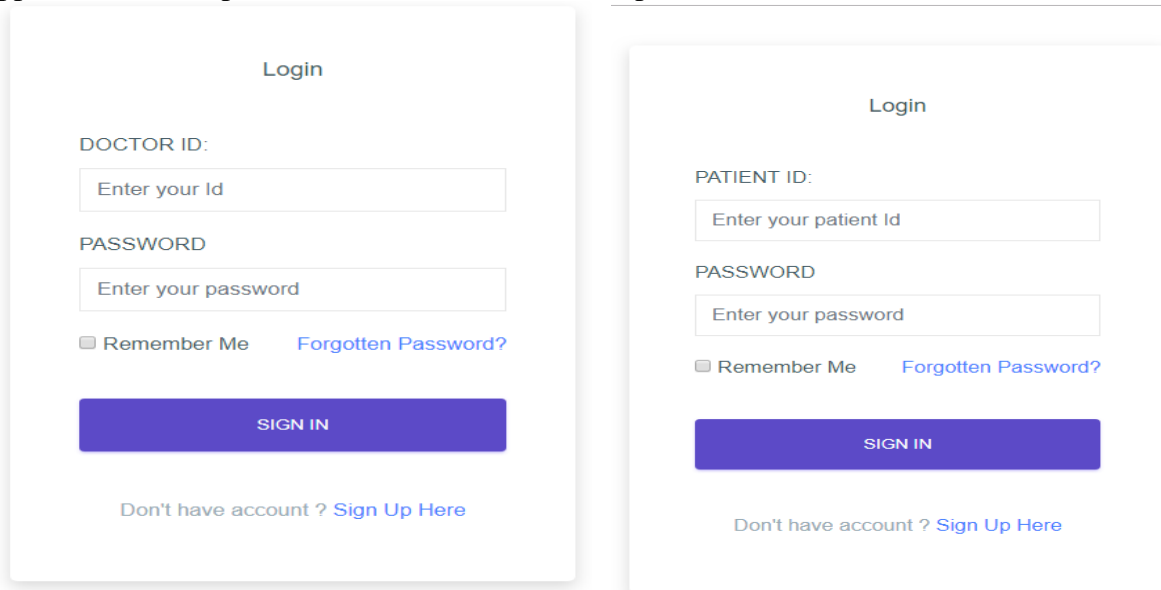 Login
DOCTOR ID:
Enter your Id
PASSWORD
Enter your password
Remember Me Forgotten Password?
SIGN IN
Don't have account ? Sign Up Here
Login
PATIENT ID:
Enter your patient Id
PASSWORD
Enter your password
Remember Me Forgotten Password?
SIGN IN
Don't have account ? Sign Up Here